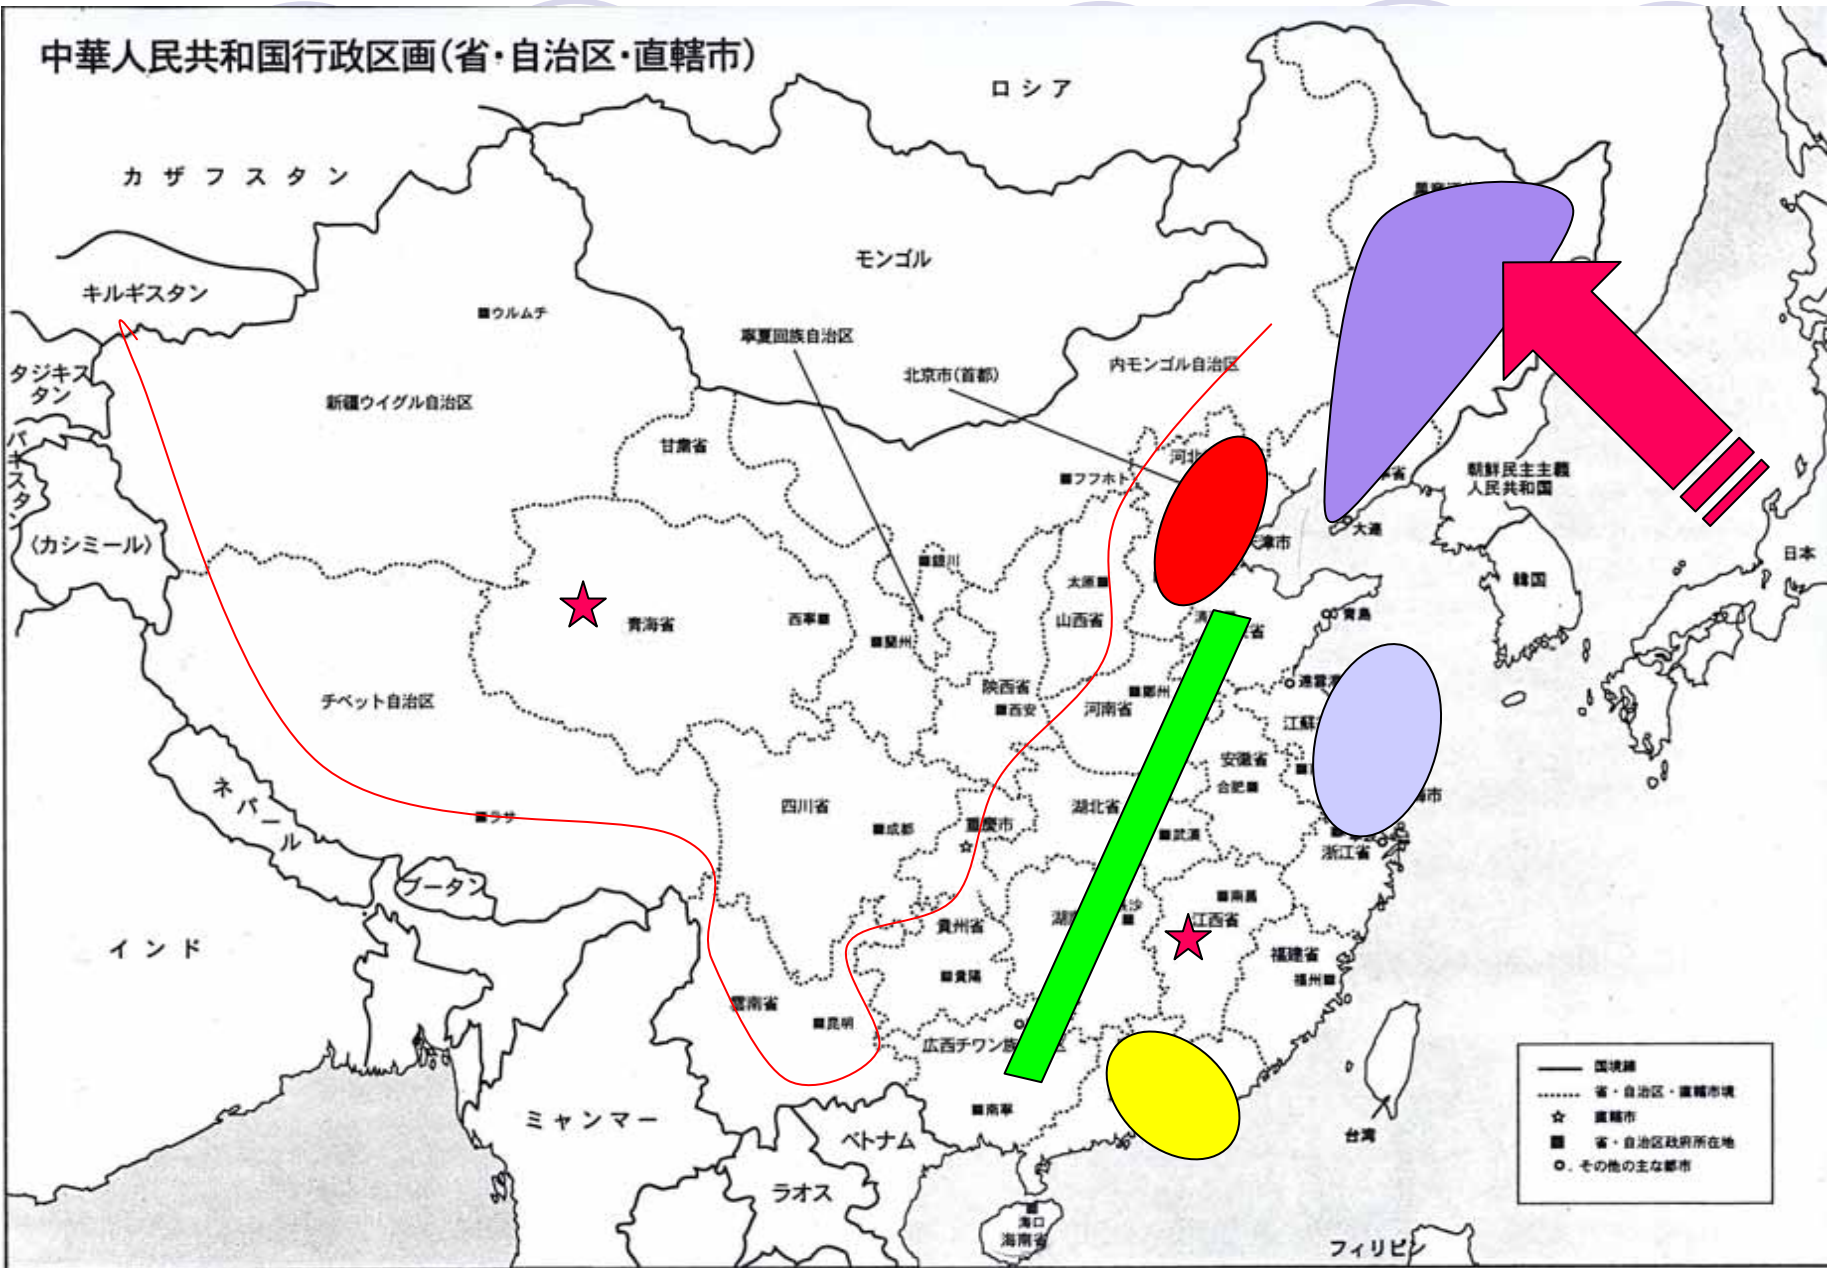 中華人民共和国行政区画(省・自治区・直轄市)
ロシア
カザフスタン
モンゴル
キルギスタン
ウルムチ
寧夏回族自治区
内モンゴル自治区
北京市(首都)
タジキス
タン
新疆ウイグル自治区
パキスタン
甘粛省
河北
フフホト
朝鮮民主主義
人民共和国
大連
(カシミール)
天津市
日本
銀川
太原
韓国
青海省
西寧
蘭州
山西省
青島
陝西省
西安
鄭州
河南省
チベット自治区
江蘇
安徽省
合肥
ネパール
四川省
成都
重慶市
湖北省
武漢
海市
浙江省
ラサ
ブータン
南昌
江西省
貴州省
貴陽
福建省
福州
インド
雲南省
昆明
広西チワン族
区
南寧
ミャンマー
ベトナム
ラオス
台湾
海口
海南省
フィリピン
国境線
省・自治区・直轄市境
直轄市
省・自治区政府所在地
その他の主な都市